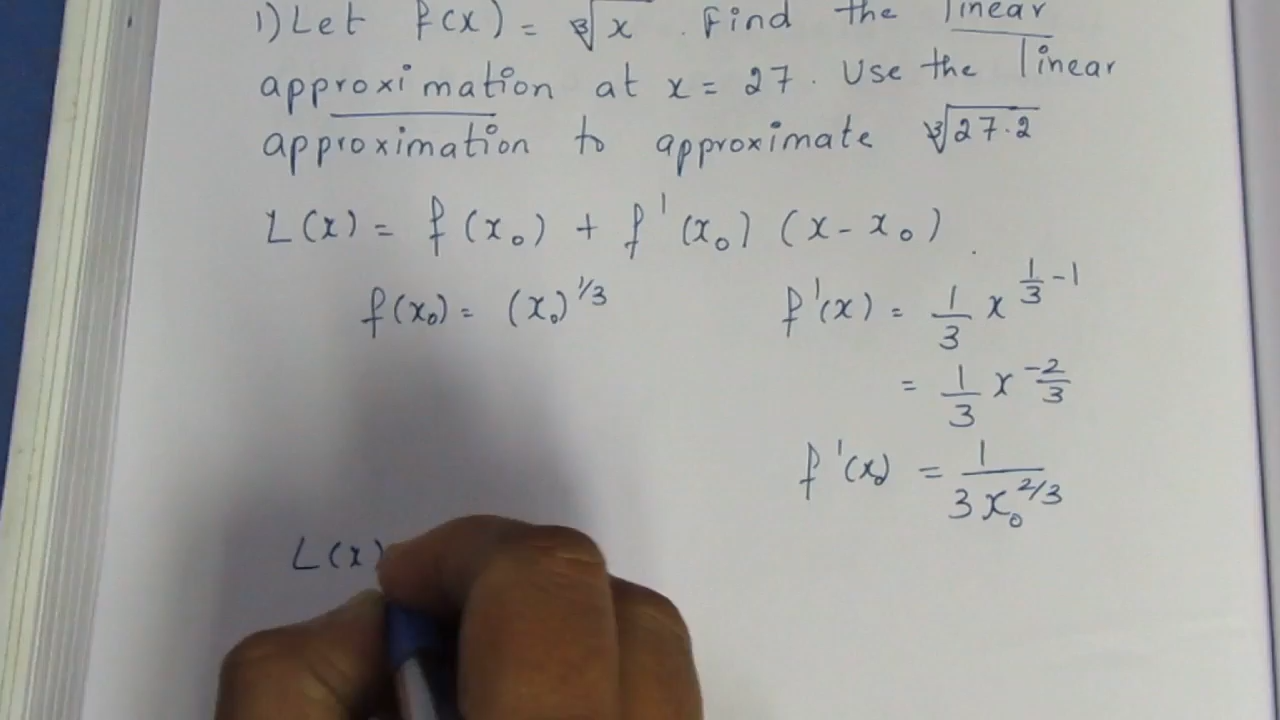 1) Let f(x) = ∛x . Find the linear
approximation at x = 27. Use the linear
approximation to approximate ∛27.2
L(x) = f(x₀) + f'(x₀) (x - x₀)
f(x₀) = (x₀)^1/3 f'(x) = 1/3 x^(1/3 - 1)
= 1/3 x^(-2/3)
f'(x₀) = 1/(3x₀^2/3)
L(x)